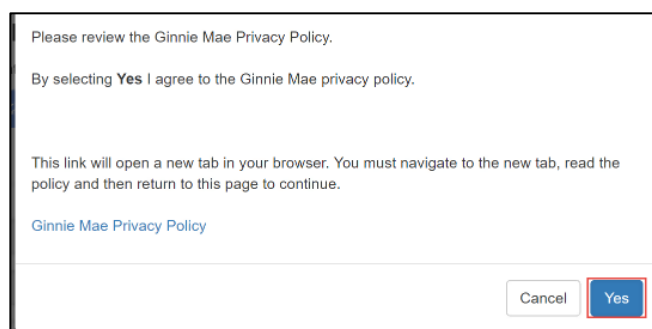 Please review the Ginnie Mae Privacy Policy.
By selecting Yes I agree to the Ginnie Mae privacy policy.
This link will open a new tab in your browser. You must navigate to the new tab, read the
policy and then return to this page to continue.
Ginnie Mae Privacy Policy
Cancel Yes